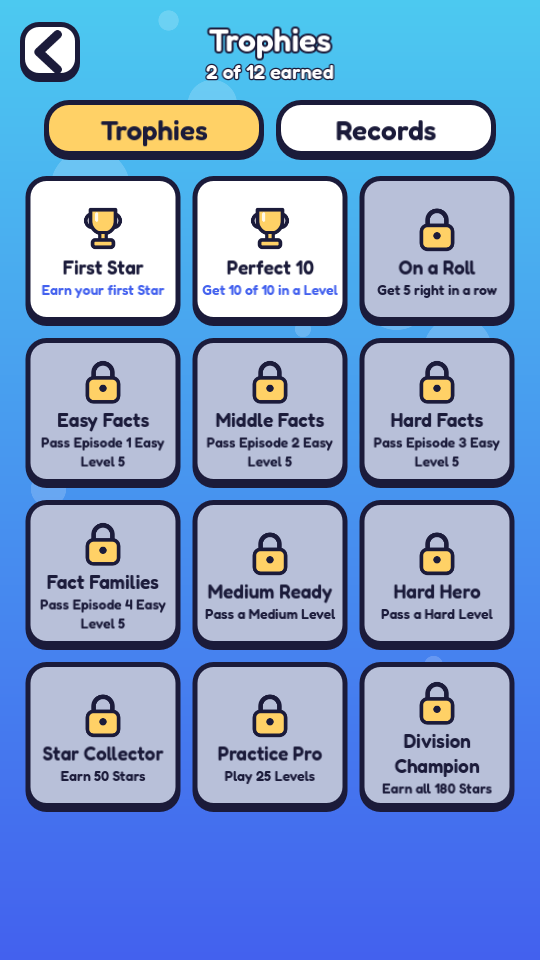 Trophies
2 of 12 earned
Trophies
Records
First Star
Earn your first Star
Perfect 10
Get 10 of 10 in a Level
On a Roll
Get 5 right in a row
Easy Facts
Pass Episode 1 Easy
Level 5
Middle Facts
Pass Episode 2 Easy
Level 5
Hard Facts
Pass Episode 3 Easy
Level 5
Fact Families
Pass Episode 4 Easy
Level 5
Medium Ready
Pass a Medium Level
Hard Hero
Pass a Hard Level
Star Collector
Earn 50 Stars
Practice Pro
Play 25 Levels
Division
Champion
Earn all 180 Stars